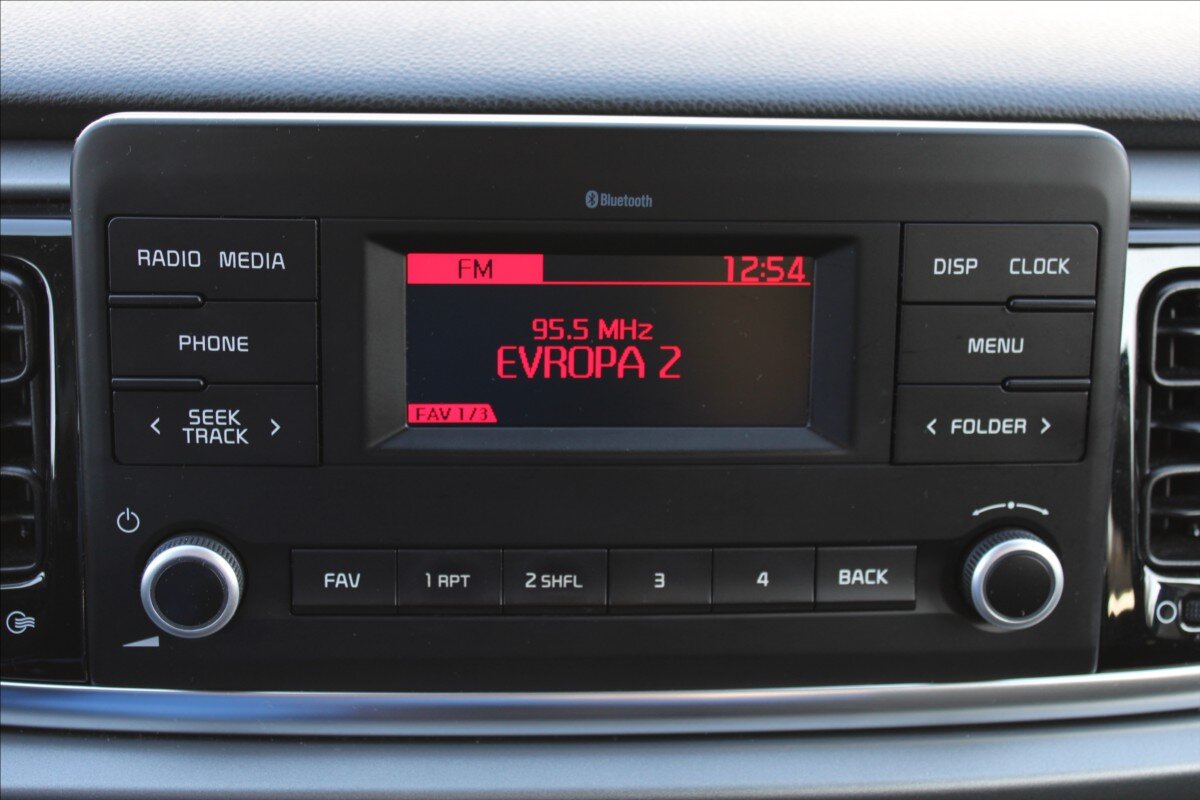 Bluetooth
RADIO MEDIA
FM 12:54
DISP CLOCK
95.5 MHz
EVROPA 2
PHONE
MENU
FAV 1/3
< SEEK TRACK >
< FOLDER >
FAV
1 RPT
2 SHFL
3
4
BACK